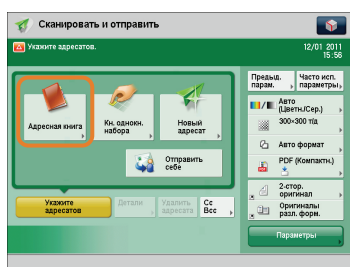 Сканировать и отправить
Укажите адресатов.
12/01 2011
15:56
Предыд. парам.
Часто исп. параметры
Адресная книга
Кн. однокн. набора
Новый адресат
Отправить себе
Авто (Цветн./Сер.)
300×300 т/д
Авто формат
PDF (Компактн.)
2-стор. оригинал
Оригиналы разл. форм.
Укажите адресатов
Детали
Удалить адресата
Cc Bcc
Параметры